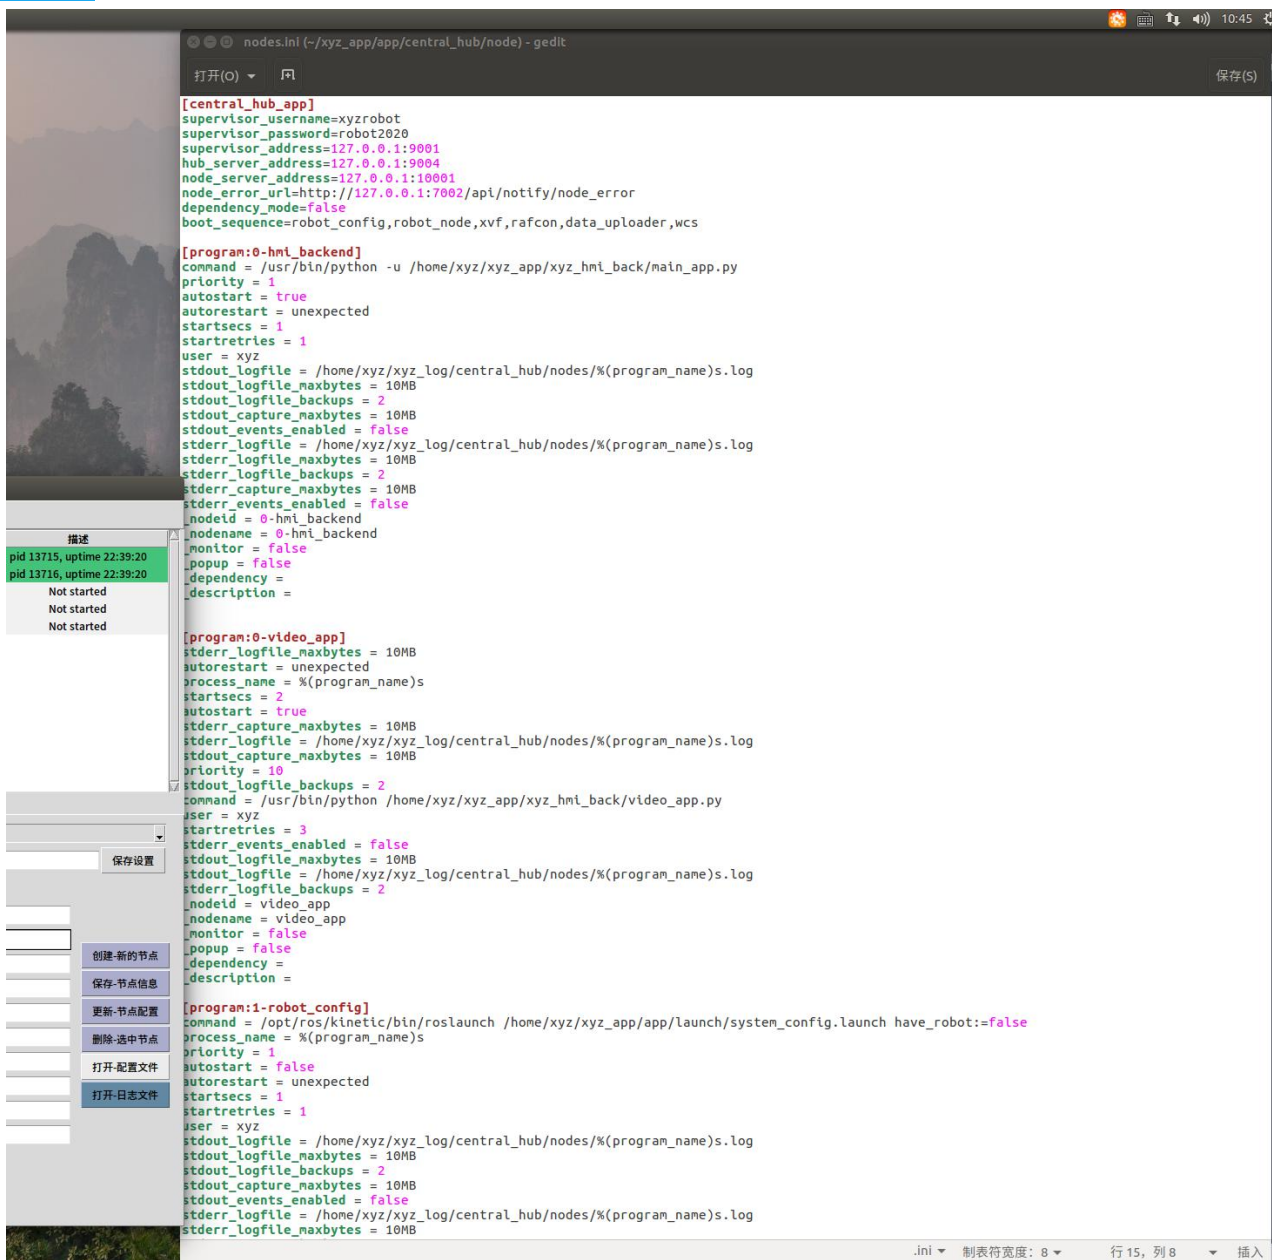 10:45
nodes.ini (~/xyz_app/app/central_hub/node) - gedit
打开(O)
保存(S)
[central_hub_app]
supervisor_username=xyzrobot
supervisor_password=robot2020
supervisor_address=127.0.0.1:9001
hub_server_address=127.0.0.1:9004
node_server_address=127.0.0.1:10001
node_error_url=http://127.0.0.1:7002/api/notify/node_error
dependency_mode=false
boot_sequence=robot_config,robot_node,xvf,rafcon,data_uploader,wcs
[program:0-hmi_backend]
command = /usr/bin/python -u /home/xyz/xyz_app/xyz_hmi_back/main_app.py
priority = 1
autostart = true
autorestart = unexpected
startsecs = 1
startretries = 1
user = xyz
stdout_logfile = /home/xyz/xyz_log/central_hub/nodes/%(program_name)s.log
stdout_logfile_maxbytes = 10MB
stdout_logfile_backups = 2
stdout_capture_maxbytes = 10MB
stdout_events_enabled = false
stderr_logfile = /home/xyz/xyz_log/central_hub/nodes/%(program_name)s.log
stderr_logfile_maxbytes = 10MB
stderr_logfile_backups = 2
stderr_capture_maxbytes = 10MB
stderr_events_enabled = false
_nodeid = 0-hmi_backend
_nodename = 0-hmi_backend
_monitor = false
_popup = false
_dependency =
_description =
[program:0-video_app]
stderr_logfile_maxbytes = 10MB
autorestart = unexpected
process_name = %(program_name)s
startsecs = 2
autostart = true
stderr_capture_maxbytes = 10MB
stderr_logfile = /home/xyz/xyz_log/central_hub/nodes/%(program_name)s.log
stdout_capture_maxbytes = 10MB
priority = 10
stdout_logfile_backups = 2
command = /usr/bin/python /home/xyz/xyz_app/xyz_hmi_back/video_app.py
user = xyz
startretries = 3
stderr_events_enabled = false
stdout_logfile_maxbytes = 10MB
stdout_logfile = /home/xyz/xyz_log/central_hub/nodes/%(program_name)s.log
stderr_logfile_backups = 2
_nodeid = video_app
_nodename = video_app
_monitor = false
_popup = false
_dependency =
_description =
[program:1-robot_config]
command = /opt/ros/kinetic/bin/roslaunch /home/xyz/xyz_app/app/launch/system_config.launch have_robot:=false
process_name = %(program_name)s
priority = 1
autostart = false
autorestart = unexpected
startsecs = 1
startretries = 1
user = xyz
stdout_logfile = /home/xyz/xyz_log/central_hub/nodes/%(program_name)s.log
stdout_logfile_maxbytes = 10MB
stdout_logfile_backups = 2
stdout_capture_maxbytes = 10MB
stdout_events_enabled = false
stderr_logfile = /home/xyz/xyz_log/central_hub/nodes/%(program_name)s.log
stderr_logfile_maxbytes = 10MB
.ini 制表符宽度: 8 行 15, 列 8 插入
描述
pid 13715, uptime 22:39:20
pid 13716, uptime 22:39:20
Not started
Not started
Not started
保存设置
创建-新的节点
保存-节点信息
更新-节点配置
删除-选中节点
打开-配置文件
打开-日志文件